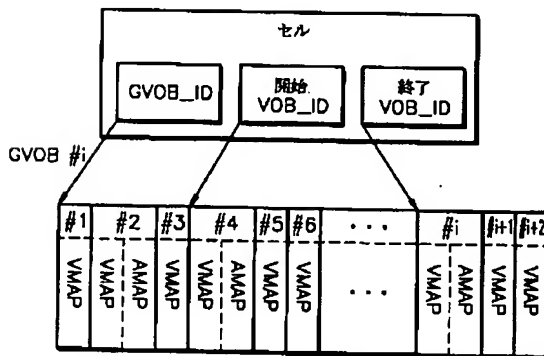 セル
GVOB_ID
開始
VOB_ID
終了
VOB_ID
GVOB #i
#1 #2 #3 #4 #5 #6 ・・・ #i #i+1 #i+2
VMAP VMAP AMAP VMAP VMAP AMAP VMAP VMAP ・・・ VMAP AMAP VMAP VMAP